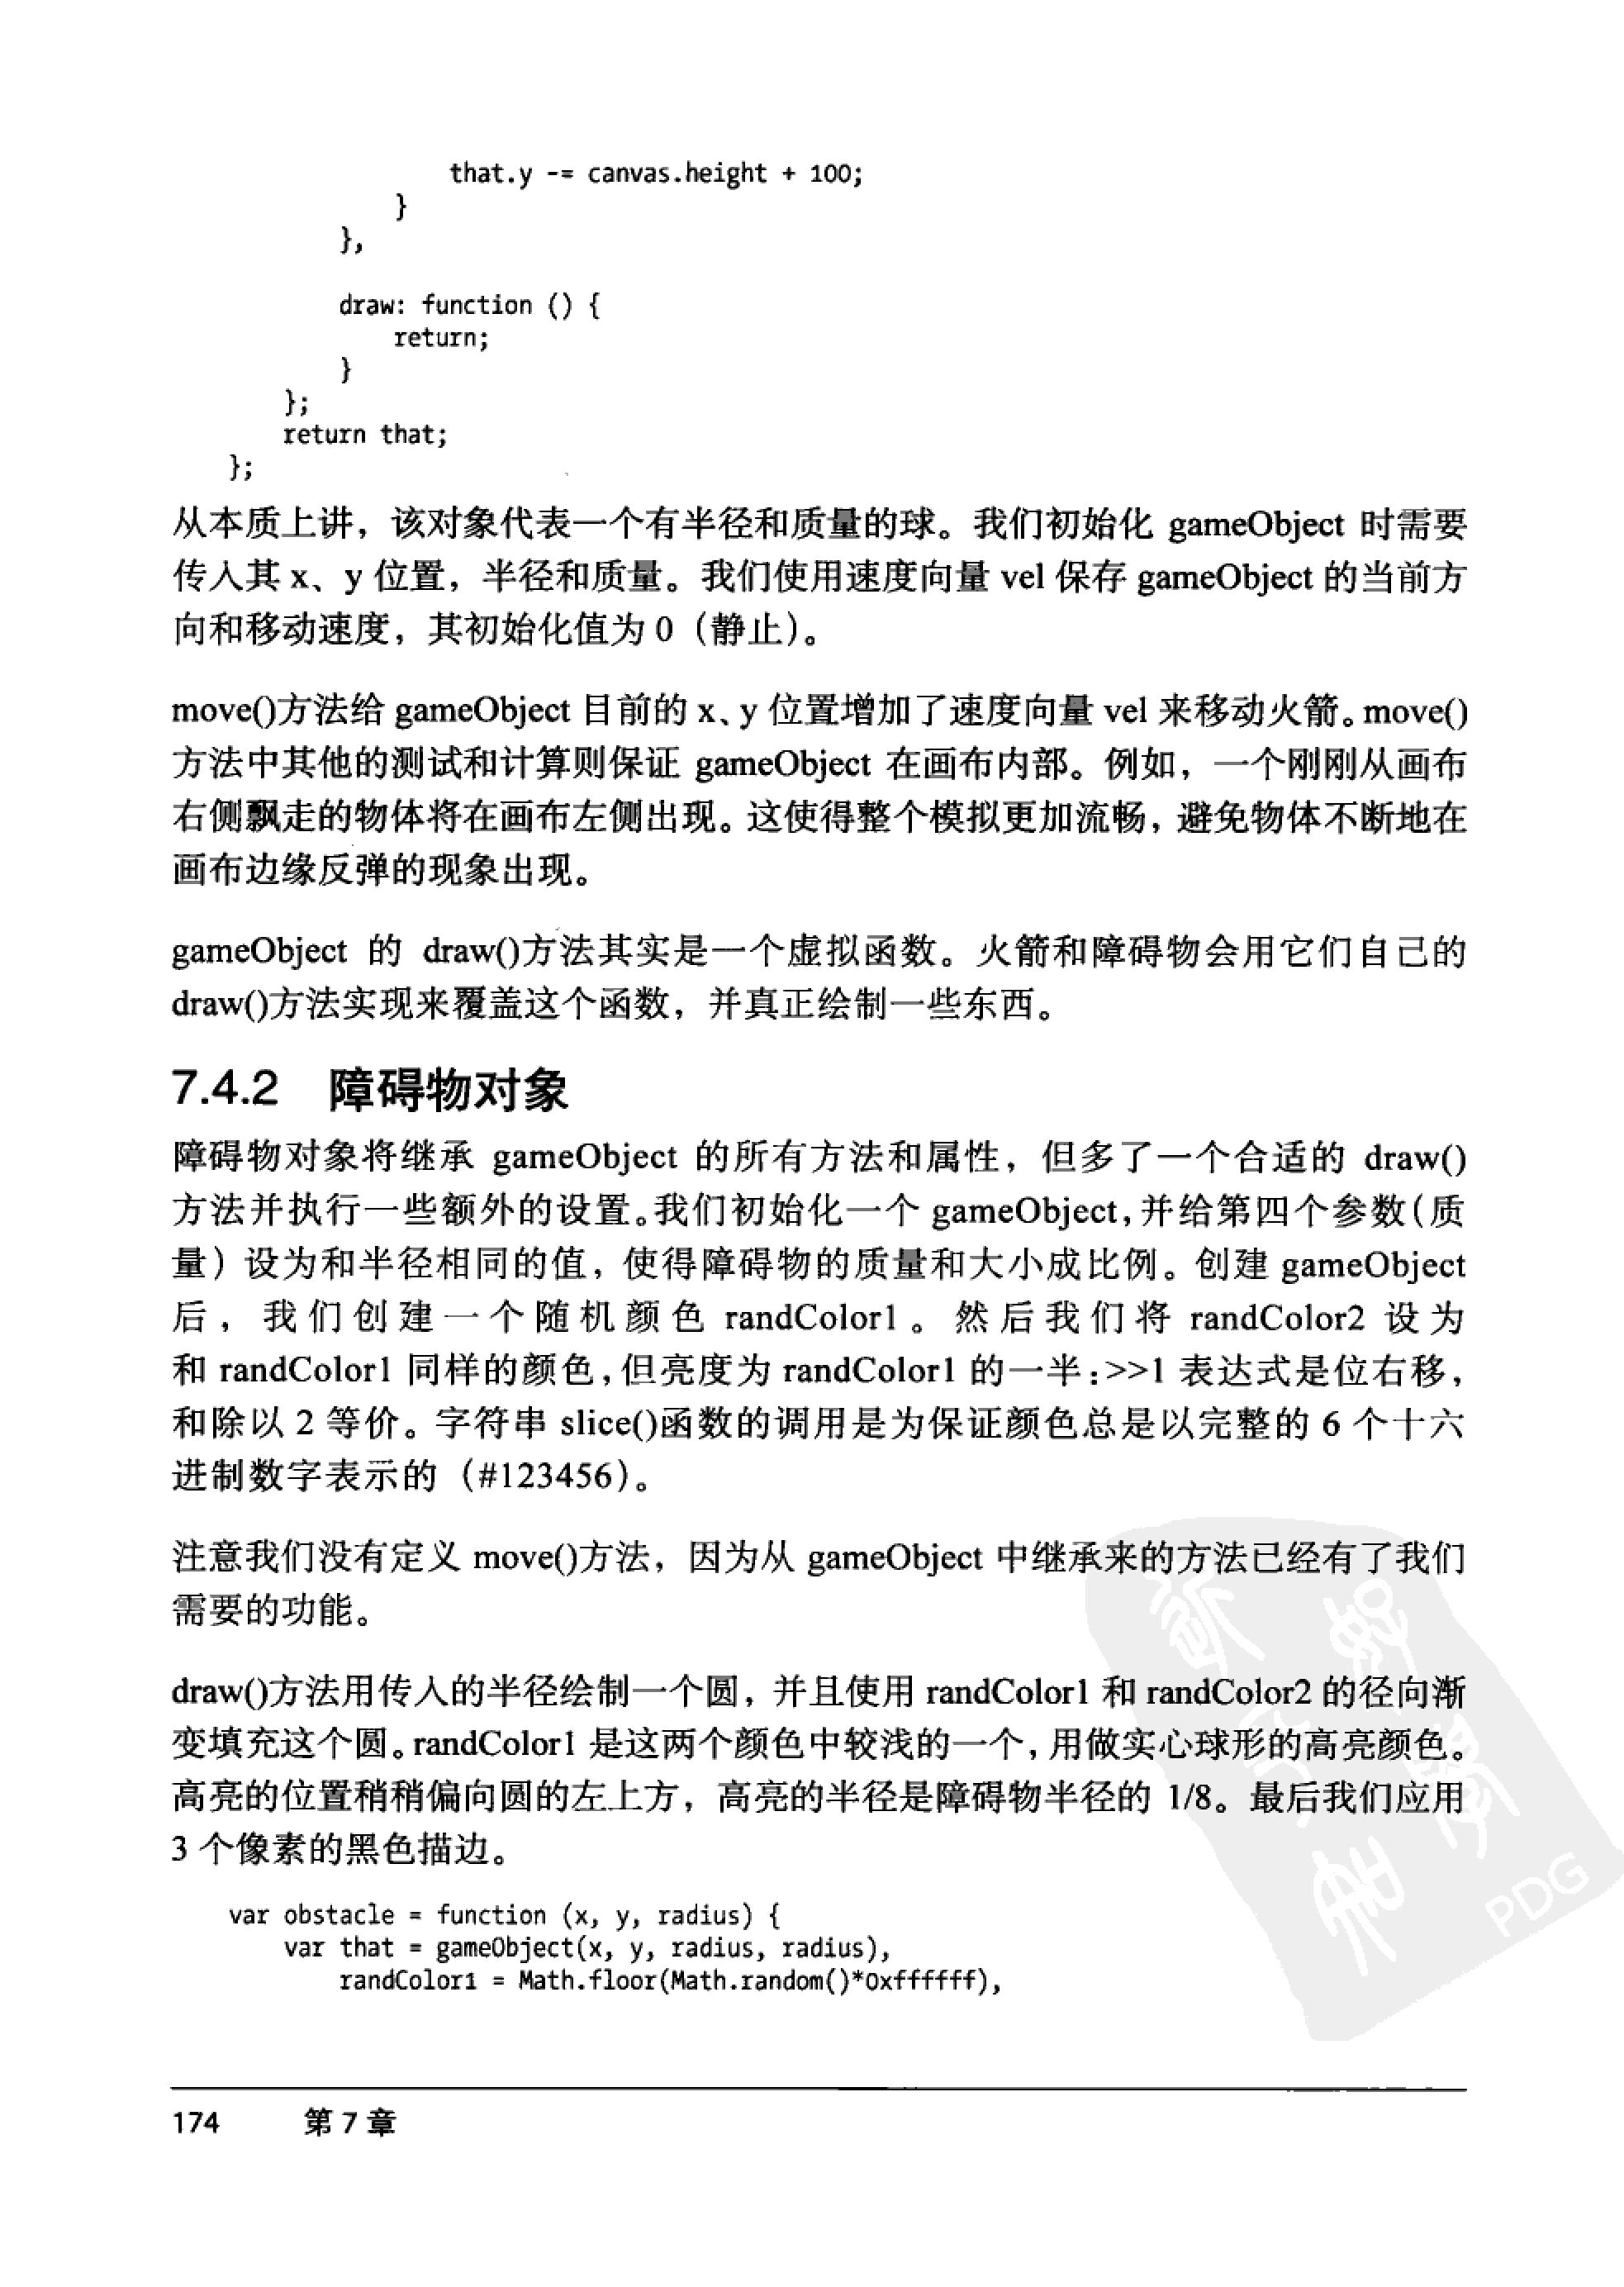 that.y -= canvas.height + 100;
}
},
draw: function () {
return;
}
};
return that;
};
从本质上讲，该对象代表一个有半径和质量的球。我们初始化 gameObject 时需要
传入其 x、y 位置，半径和质量。我们使用速度向量 vel 保存 gameObject 的当前方
向和移动速度，其初始化值为 0（静止）。
move()方法给 gameObject 目前的 x、y 位置增加了速度向量 vel 来移动火箭。move()
方法中其他的测试和计算则保证 gameObject 在画布内部。例如，一个刚刚从画布
右侧飘走的物体将在画布左侧出现。这使得整个模拟更加流畅，避免物体不断地在
画布边缘反弹的现象出现。
gameObject 的 draw()方法其实是一个虚拟函数。火箭和障碍物会用它们自己的
draw()方法实现来覆盖这个函数，并真正绘制一些东西。
7.4.2 障碍物对象
障碍物对象将继承 gameObject 的所有方法和属性，但多了一个合适的 draw()
方法并执行一些额外的设置。我们初始化一个 gameObject，并给第四个参数（质
量）设为和半径相同的值，使得障碍物的质量和大小成比例。创建 gameObject
后，我们创建一个随机颜色 randColor1。然后我们将 randColor2 设为
和 randColor1 同样的颜色，但亮度为 randColor1 的一半：>>1 表达式是位右移，
和除以 2 等价。字符串 slice()函数的调用是为保证颜色总是以完整的 6 个十六
进制数字表示的（#123456）。
注意我们没有定义 move()方法，因为从 gameObject 中继承来的方法已经有了我们
需要的功能。
draw()方法用传入的半径绘制一个圆，并且使用 randColor1 和 randColor2 的径向渐
变填充这个圆。randColor1 是这两个颜色中较浅的一个，用做实心球形的高亮颜色。
高亮的位置稍稍偏向圆的左上方，高亮的半径是障碍物半径的 1/8。最后我们应用
3 个像素的黑色描边。
var obstacle = function (x, y, radius) {
var that = gameObject(x, y, radius, radius),
randColor1 = Math.floor(Math.random()*0xffffff),
PDG
174 第 7 章